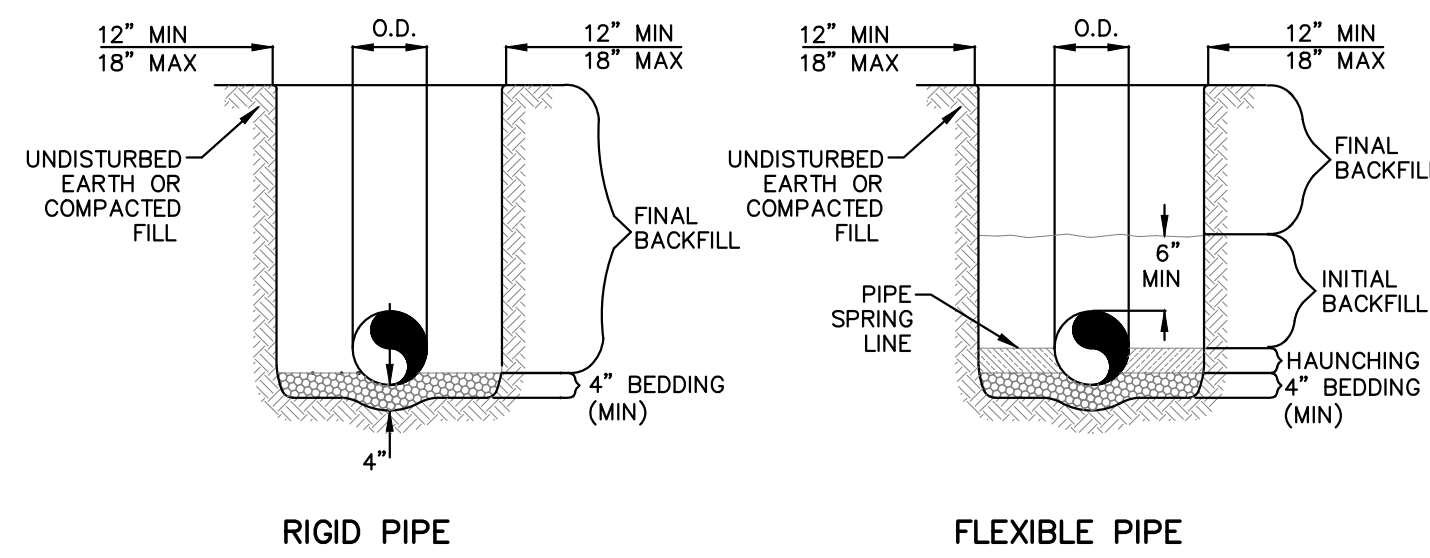 12” MIN
18” MAX
O.D.
12” MIN
18” MAX
UNDISTURBED
EARTH OR
COMPACTED
FILL
FINAL
BACKFILL
4” BEDDING
(MIN)
4”
RIGID PIPE
12” MIN
18” MAX
O.D.
12” MIN
18” MAX
UNDISTURBED
EARTH OR
COMPACTED
FILL
FINAL
BACKFILL
6”
MIN
PIPE
SPRING
LINE
INITIAL
BACKFILL
HAUNCHING
4” BEDDING
(MIN)
FLEXIBLE PIPE